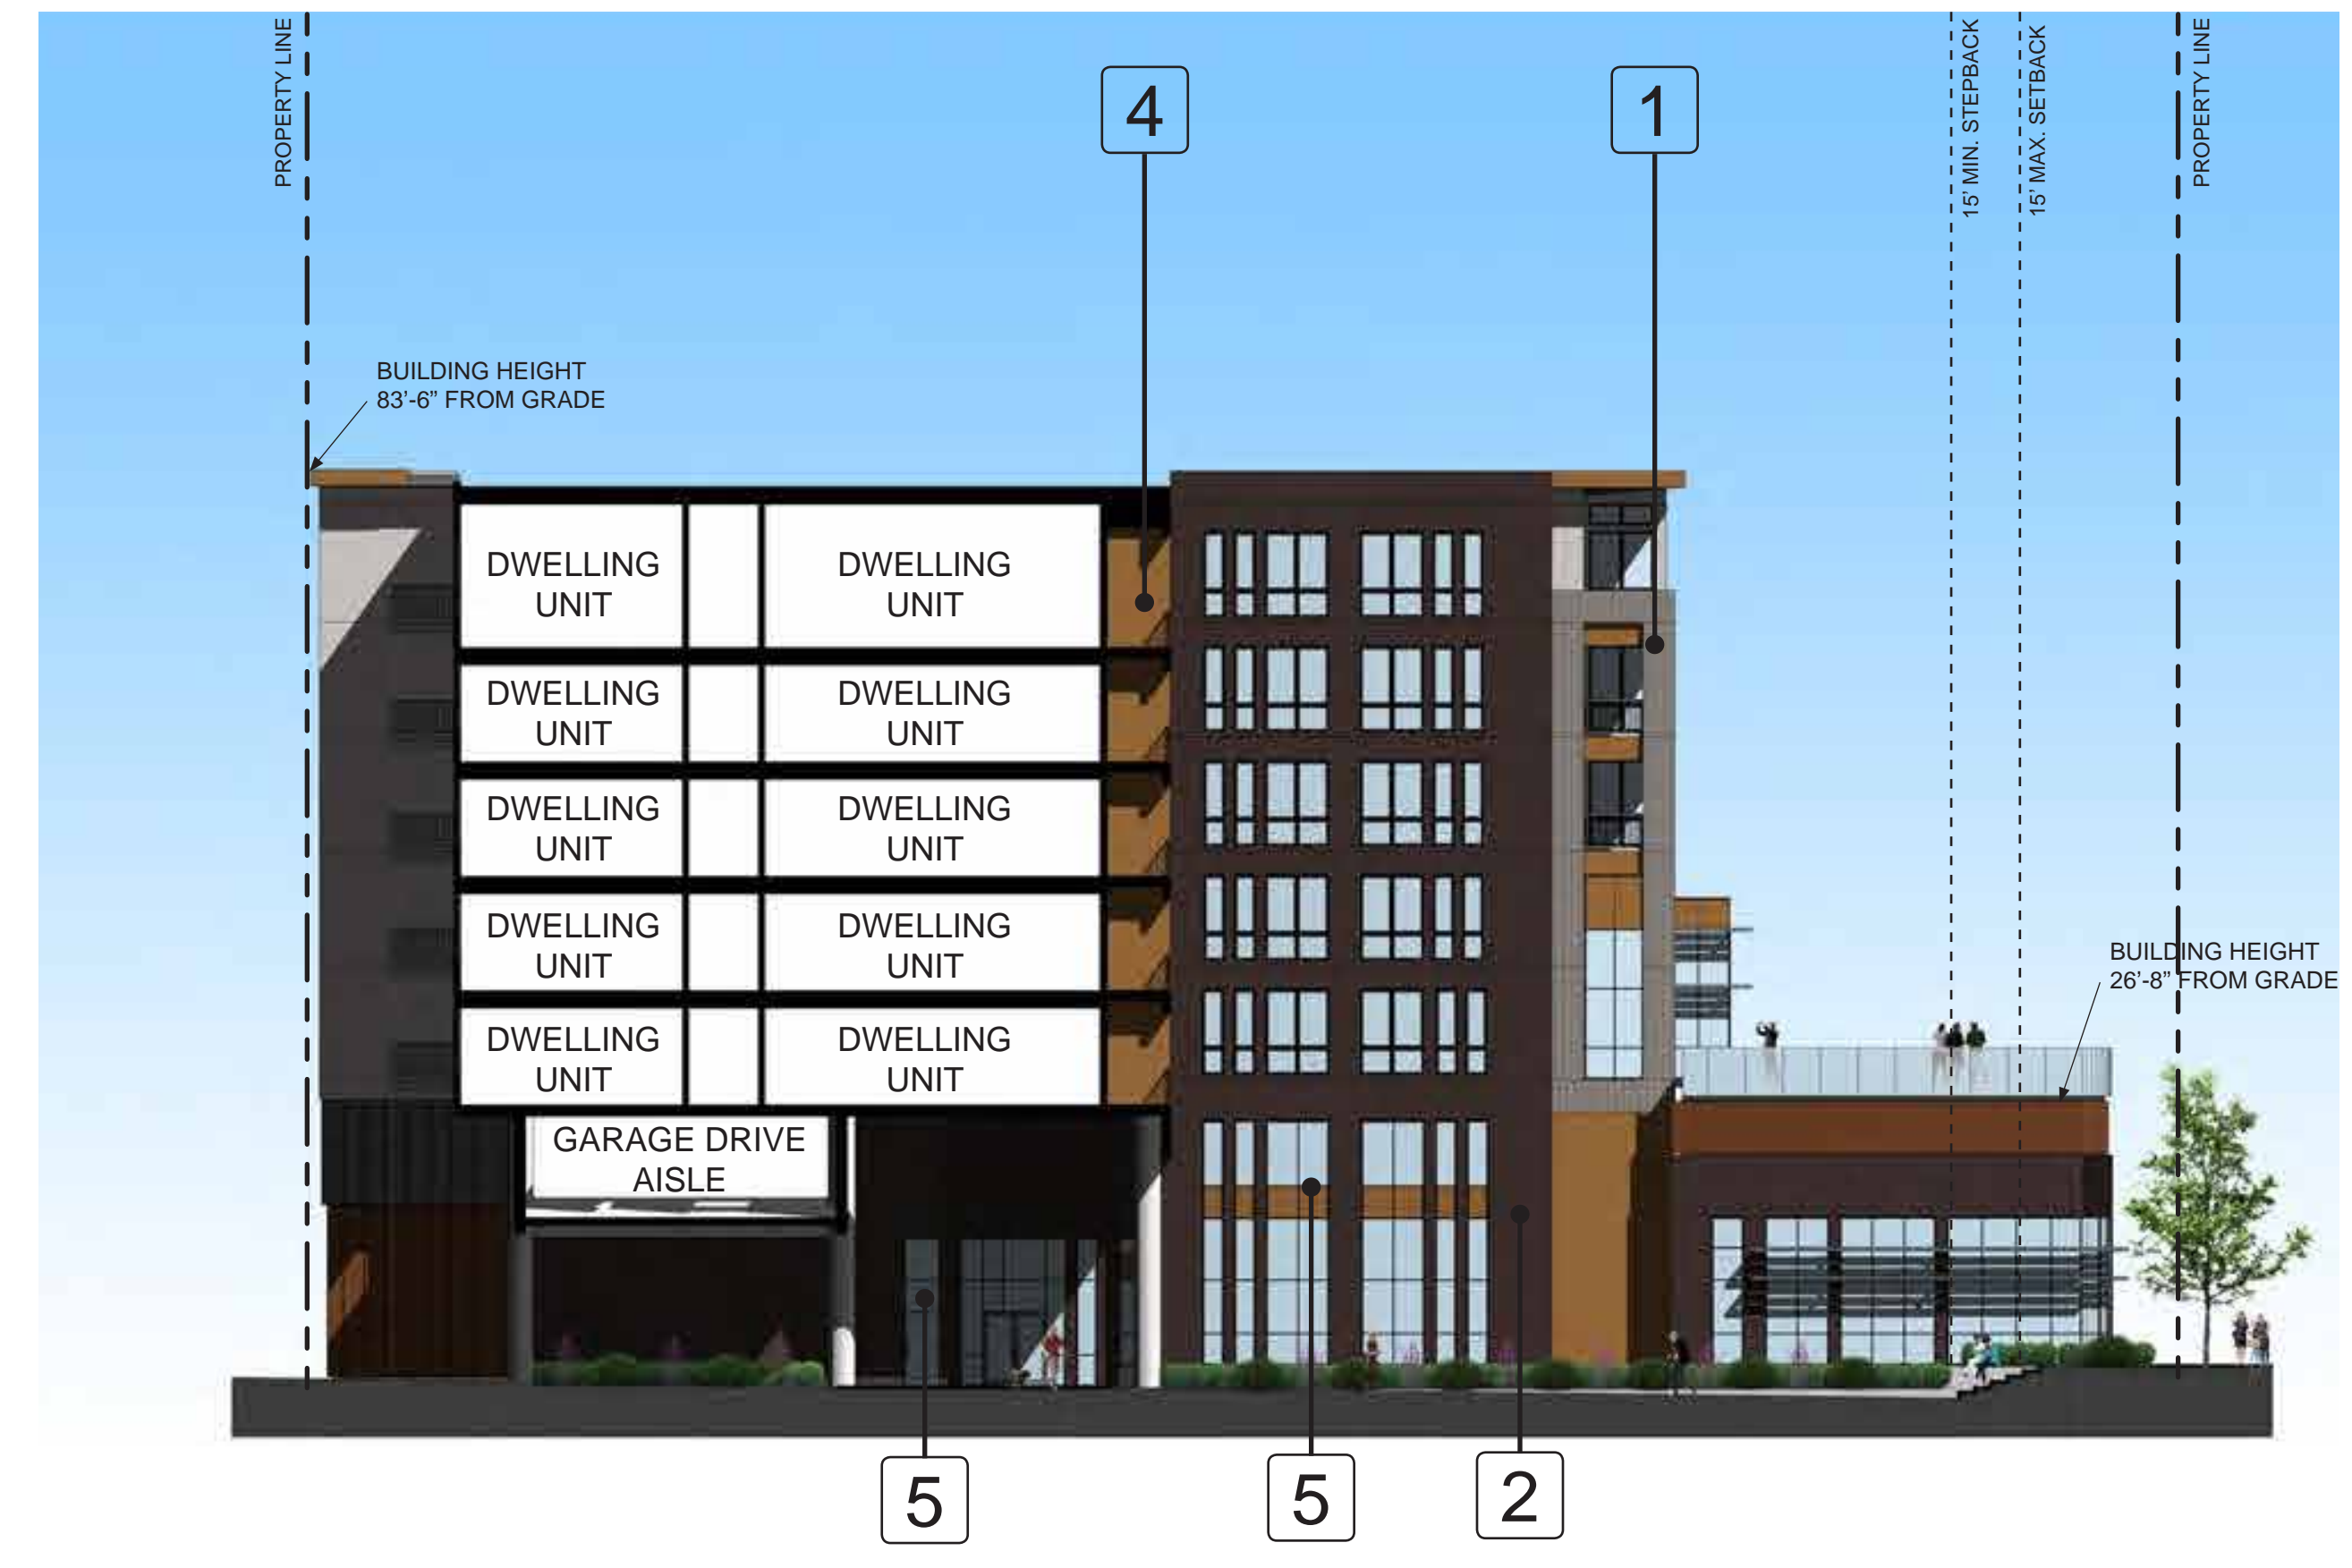 PROPERTY LINE
4
1
15' MIN. STEPBACK
15' MAX. SETBACK
PROPERTY LINE
BUILDING HEIGHT
83'-6” FROM GRADE
DWELLING
UNIT
DWELLING
UNIT
DWELLING
UNIT
DWELLING
UNIT
DWELLING
UNIT
DWELLING
UNIT
DWELLING
UNIT
DWELLING
UNIT
DWELLING
UNIT
DWELLING
UNIT
BUILDING HEIGHT
26'-8” FROM GRADE
GARAGE DRIVE
AISLE
5
5
2